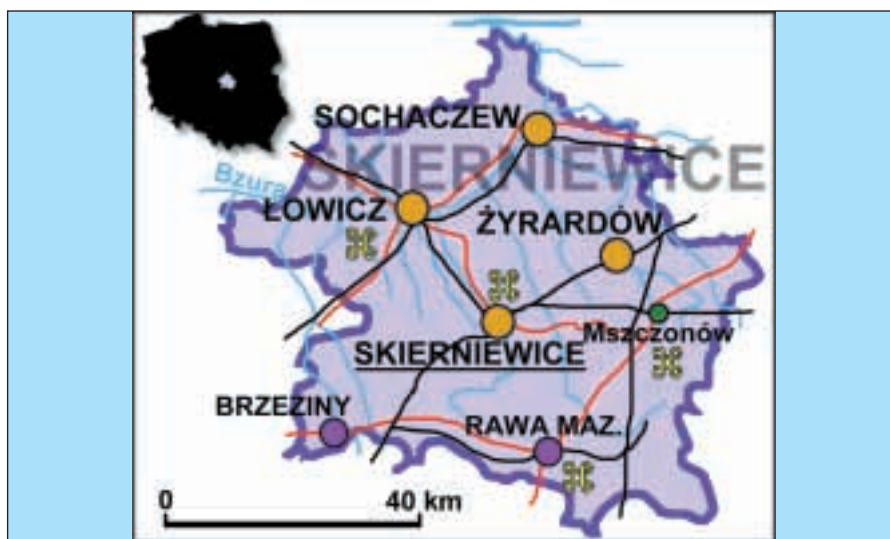 SOCHACZEW
SKIERNIEWICE
Bzura
ŁOWICZ
ŻYRARDÓW
Mszczonów
SKIERNIEWICE
BRZEZINY
RAWA MAZ.
0 40 km